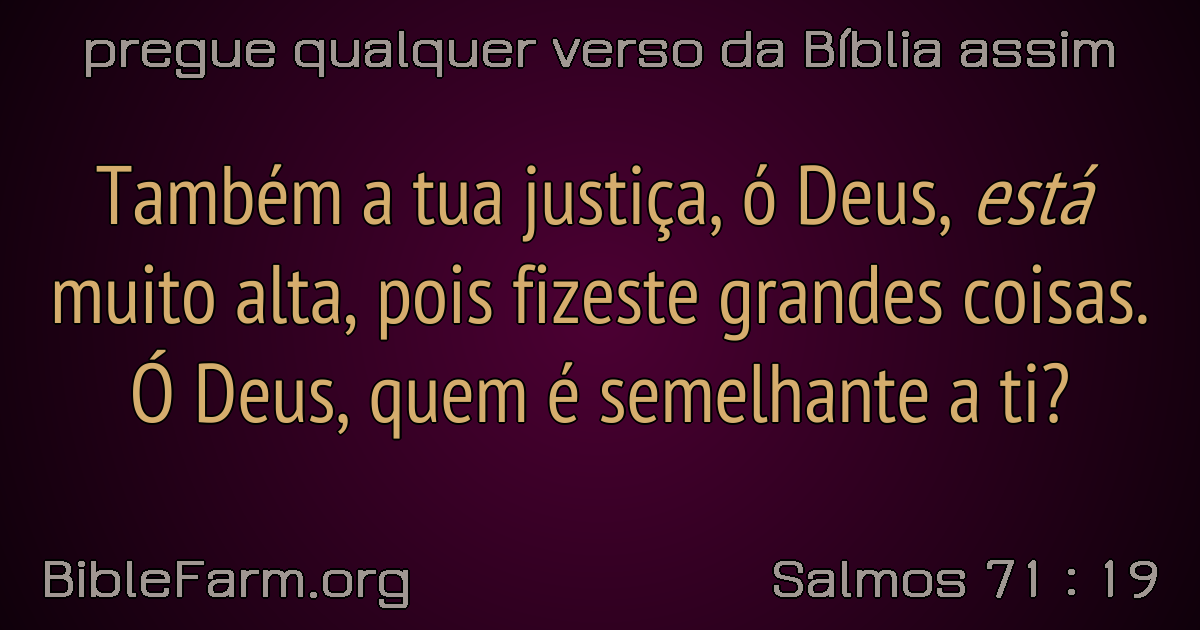 pregue qualquer verso da Bíblia assim
Também a tua justiça, ó Deus, está
muito alta, pois fizeste grandes coisas.
Ó Deus, quem é semelhante a ti?
BibleFarm.org
Salmos 71 : 19